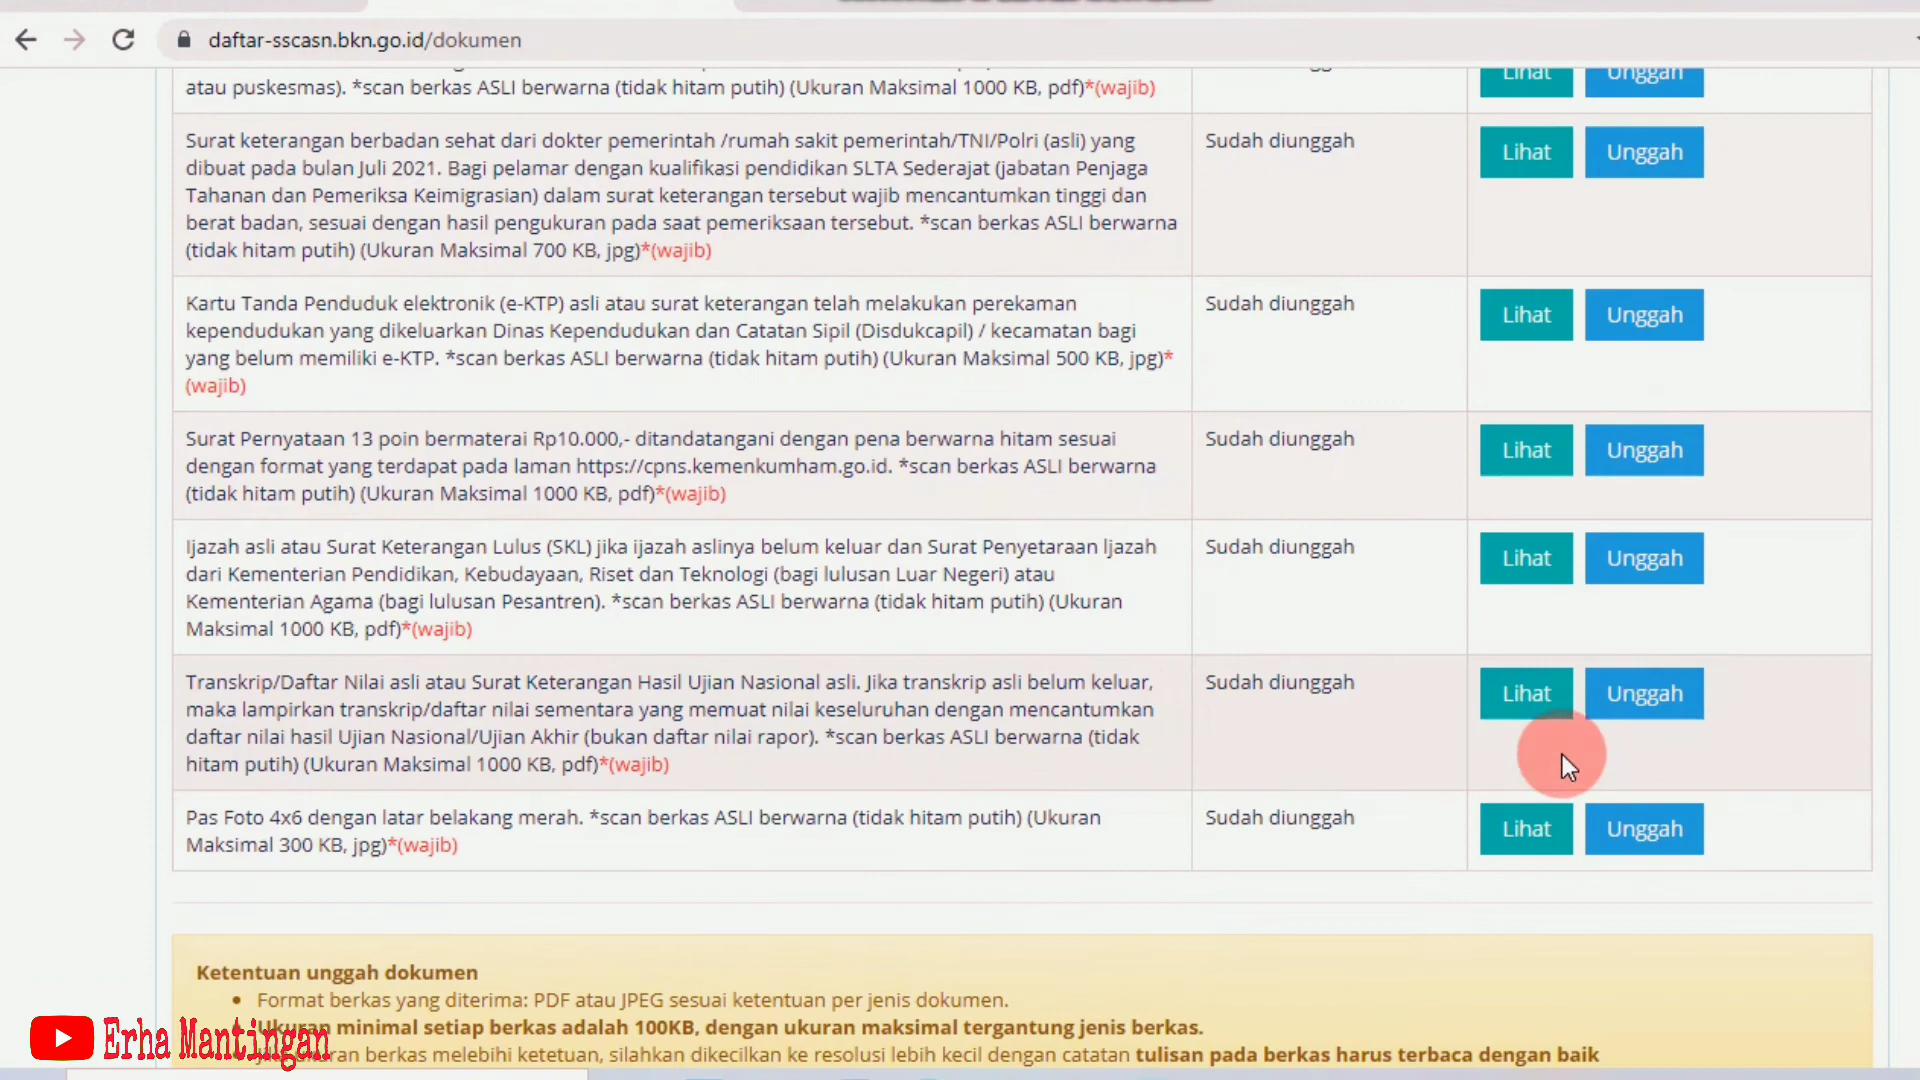 daftar-sscasn.bkn.go.id/dokumen
atau puskesmas). *scan berkas ASLI berwarna (tidak hitam putih) (Ukuran Maksimal 1000 KB, pdf)*(wajib)
Lihat Unggah
Surat keterangan berbadan sehat dari dokter pemerintah /rumah sakit pemerintah/TNI/Polri (asli) yang
dibuat pada bulan Juli 2021. Bagi pelamar dengan kualifikasi pendidikan SLTA Sederajat (jabatan Penjaga
Tahanan dan Pemeriksa Keimigrasian) dalam surat keterangan tersebut wajib mencantumkan tinggi dan
berat badan, sesuai dengan hasil pengukuran pada saat pemeriksaan tersebut. *scan berkas ASLI berwarna
(tidak hitam putih) (Ukuran Maksimal 700 KB, jpg)*(wajib)
Sudah diunggah
Lihat Unggah
Kartu Tanda Penduduk elektronik (e-KTP) asli atau surat keterangan telah melakukan perekaman
kependudukan yang dikeluarkan Dinas Kependudukan dan Catatan Sipil (Disdukcapil) / kecamatan bagi
yang belum memiliki e-KTP. *scan berkas ASLI berwarna (tidak hitam putih) (Ukuran Maksimal 500 KB, jpg)*
(wajib)
Sudah diunggah
Lihat Unggah
Surat Pernyataan 13 poin bermaterai Rp10.000,- ditandatangani dengan pena berwarna hitam sesuai
dengan format yang terdapat pada laman https://cpns.kemenkumham.go.id. *scan berkas ASLI berwarna
(tidak hitam putih) (Ukuran Maksimal 1000 KB, pdf)*(wajib)
Sudah diunggah
Lihat Unggah
Ijazah asli atau Surat Keterangan Lulus (SKL) jika ijazah aslinya belum keluar dan Surat Penyetaraan Ijazah
dari Kementerian Pendidikan, Kebudayaan, Riset dan Teknologi (bagi lulusan Luar Negeri) atau
Kementerian Agama (bagi lulusan Pesantren). *scan berkas ASLI berwarna (tidak hitam putih) (Ukuran
Maksimal 1000 KB, pdf)*(wajib)
Sudah diunggah
Lihat Unggah
Transkrip/Daftar Nilai asli atau Surat Keterangan Hasil Ujian Nasional asli. Jika transkrip asli belum keluar,
maka lampirkan transkrip/daftar nilai sementara yang memuat nilai keseluruhan dengan mencantumkan
daftar nilai hasil Ujian Nasional/Ujian Akhir (bukan daftar nilai rapor). *scan berkas ASLI berwarna (tidak
hitam putih) (Ukuran Maksimal 1000 KB, pdf)*(wajib)
Sudah diunggah
Lihat Unggah
Pas Foto 4x6 dengan latar belakang merah. *scan berkas ASLI berwarna (tidak hitam putih) (Ukuran
Maksimal 300 KB, jpg)*(wajib)
Sudah diunggah
Lihat Unggah
Ketentuan unggah dokumen
• Format berkas yang diterima: PDF atau JPEG sesuai ketentuan per jenis dokumen.
Ukuran minimal setiap berkas adalah 100KB, dengan ukuran maksimal tergantung jenis berkas.
berkas melebihi ketetuan, silahkan dikecilkan ke resolusi lebih kecil dengan catatan tulisan pada berkas harus terbaca dengan baik
Erha Mantingan